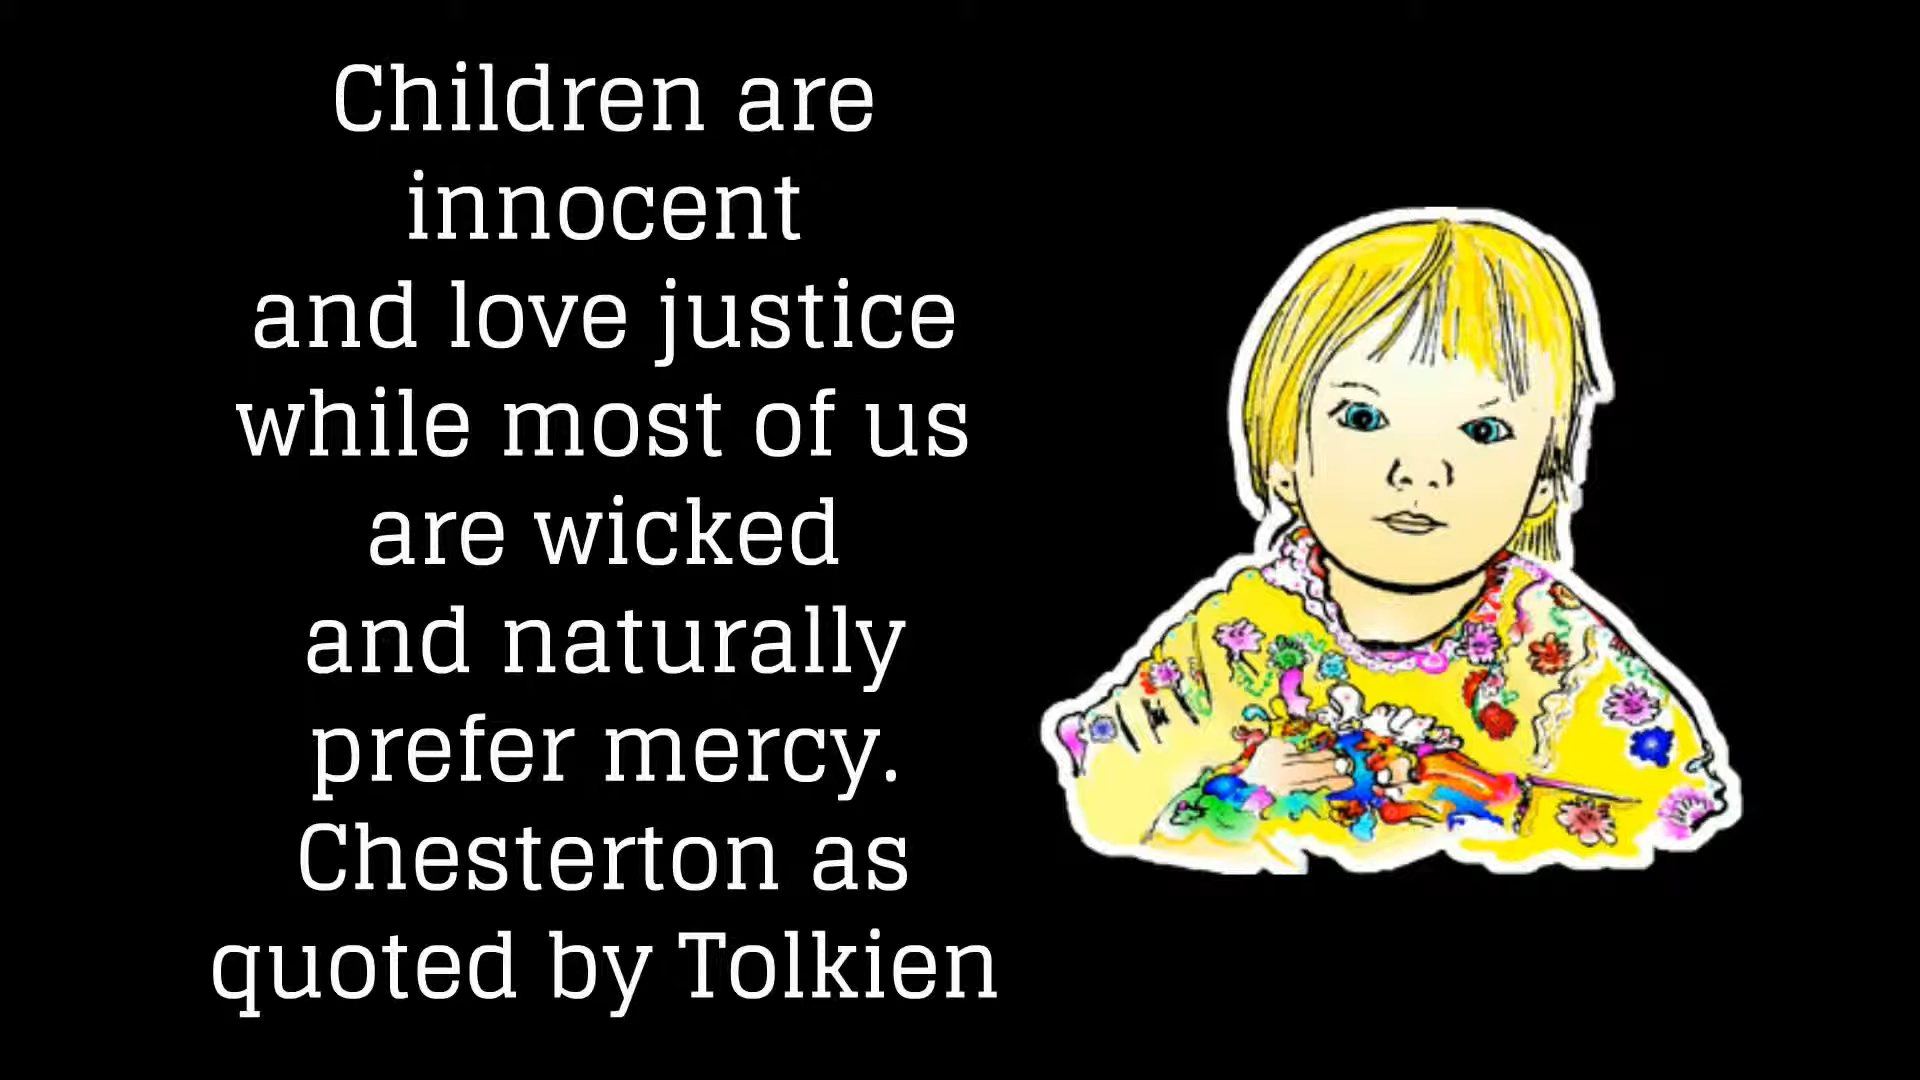 Children are
innocent
and love justice
while most of us
are wicked
and naturally
prefer mercy.
Chesterton as
quoted by Tolkien